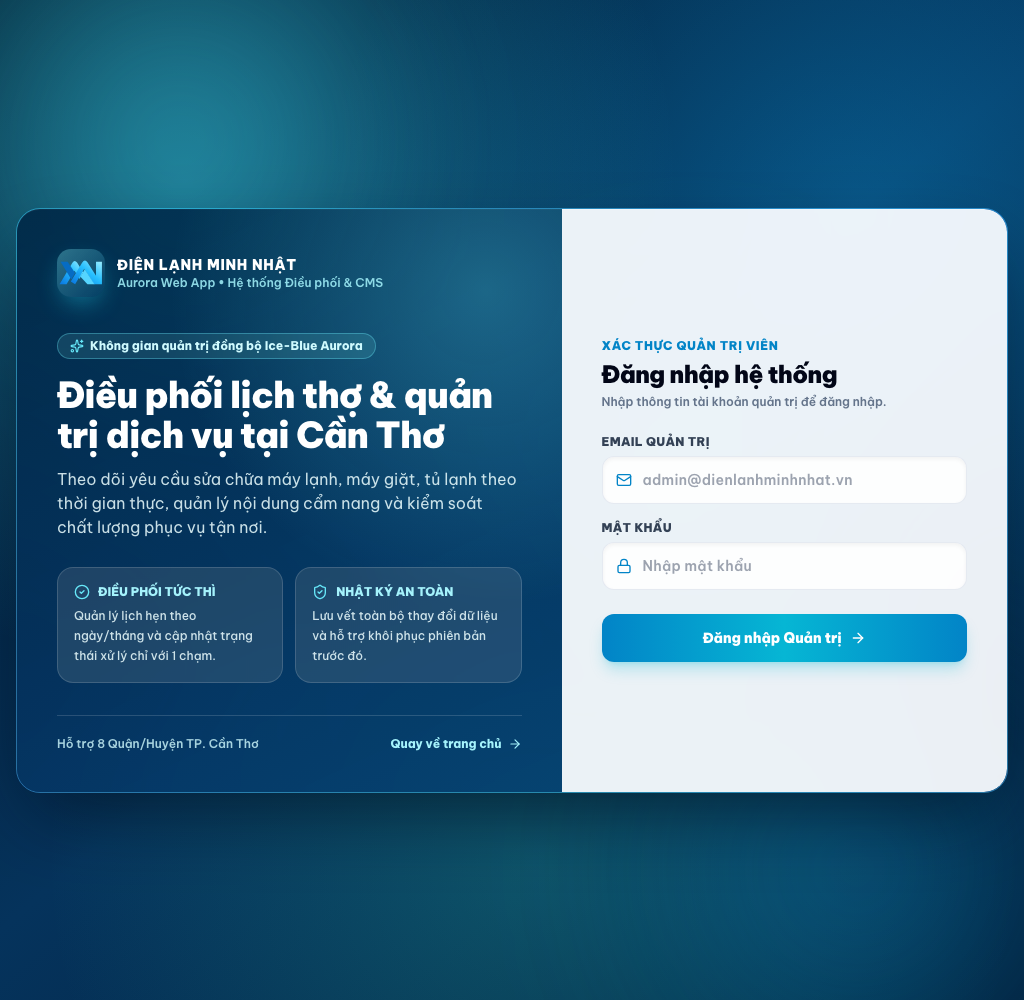 ĐIỆN LẠNH MINH NHẬT
Aurora Web App • Hệ thống Điều phối & CMS
Không gian quản trị đồng bộ Ice-Blue Aurora
Điều phối lịch thợ & quản
trị dịch vụ tại Cần Thơ
Theo dõi yêu cầu sửa chữa máy lạnh, máy giặt, tủ lạnh theo
thời gian thực, quản lý nội dung cẩm nang và kiểm soát
chất lượng phục vụ tận nơi.
ĐIỀU PHỐI TỨC THÌ
Quản lý lịch hẹn theo
ngày/tháng và cập nhật trạng
thái xử lý chỉ với 1 chạm.
NHẬT KÝ AN TOÀN
Lưu vết toàn bộ thay đổi dữ liệu
và hỗ trợ khôi phục phiên bản
trước đó.
Hỗ trợ 8 Quận/Huyện TP. Cần Thơ
Quay về trang chủ
XÁC THỰC QUẢN TRỊ VIÊN
Đăng nhập hệ thống
Nhập thông tin tài khoản quản trị để đăng nhập.
EMAIL QUẢN TRỊ
admin@dienlanhminhnhat.vn
MẬT KHẨU
Nhập mật khẩu
Đăng nhập Quản trị